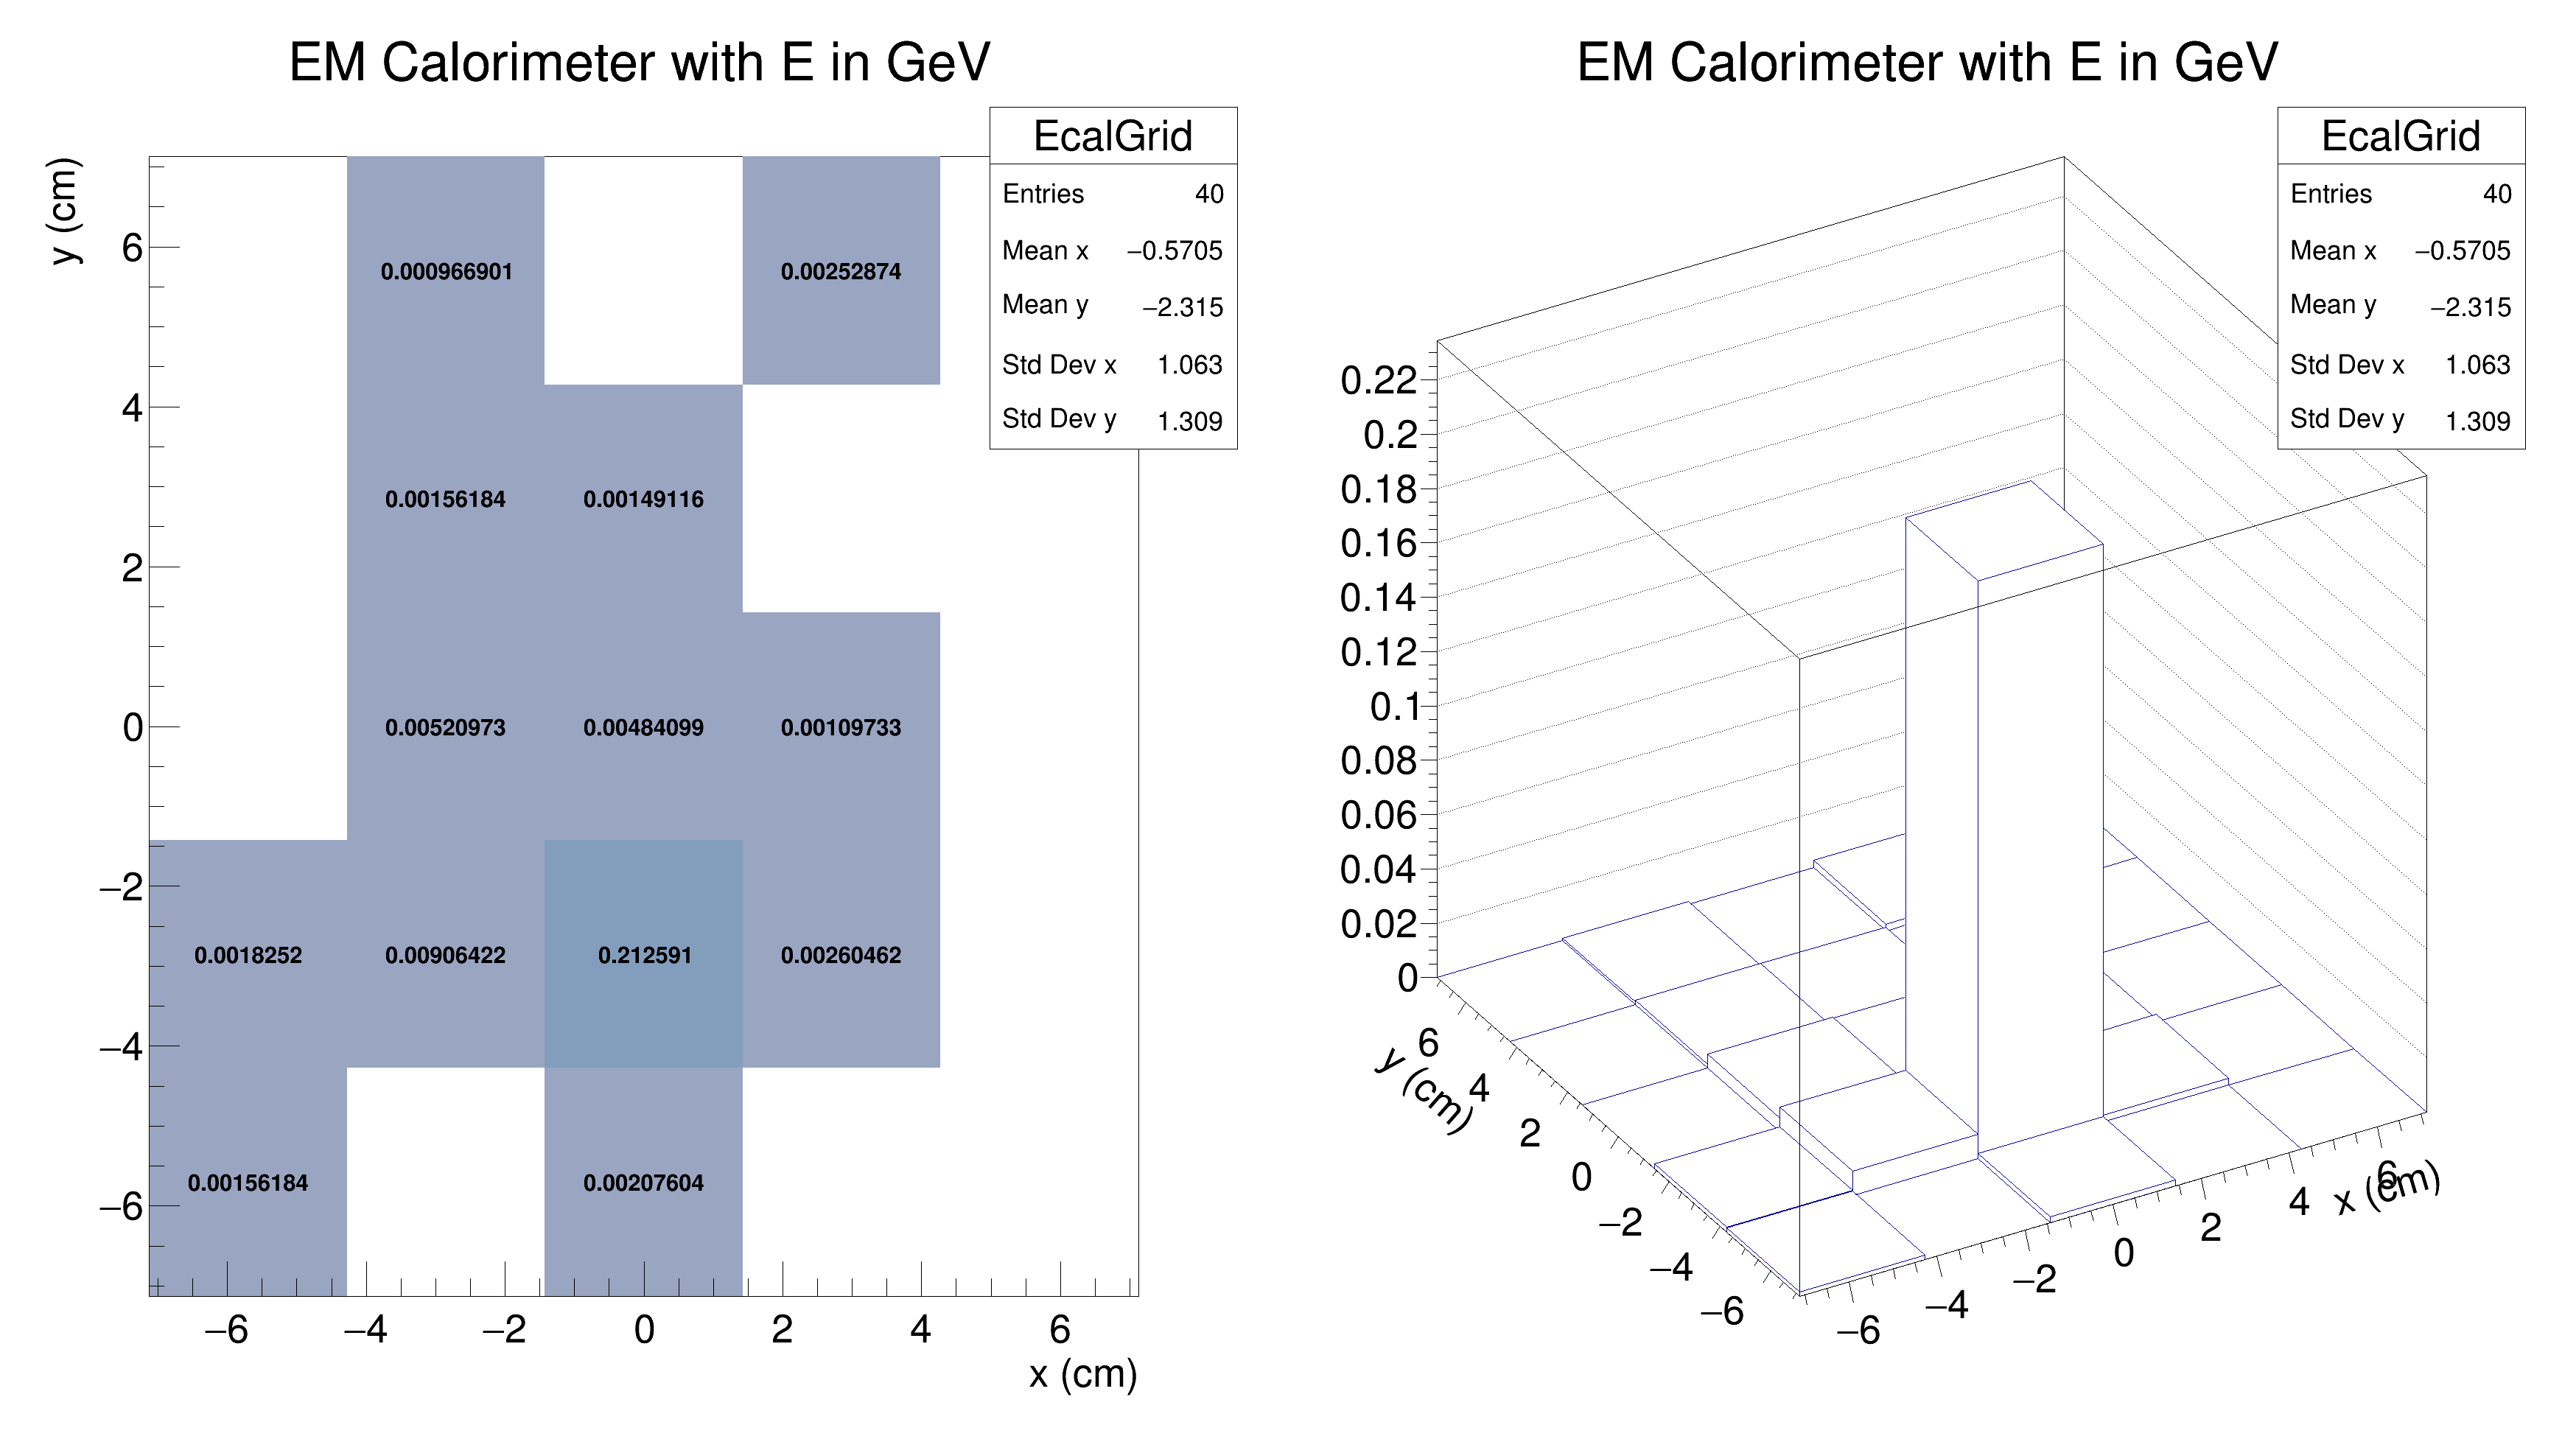 EM Calorimeter with E in GeV
EcalGrid
Entries 40
Mean x −0.5705
Mean y −2.315
Std Dev x 1.063
Std Dev y 1.309
y (cm)
6
4
2
0
−2
−4
−6
0.000966901 0.00252874
0.00156184 0.00149116
0.00520973 0.00484099 0.00109733
0.0018252 0.00906422 0.212591 0.00260462
0.00156184 0.00207604
−6 −4 −2 0 2 4 6
x (cm)
EM Calorimeter with E in GeV
EcalGrid
Entries 40
Mean x −0.5705
Mean y −2.315
Std Dev x 1.063
Std Dev y 1.309
0.22
0.2
0.18
0.16
0.14
0.12
0.1
0.08
0.06
0.04
0.02
0
y (cm)
6
4
2
0
−2
−4
−6
−6
−4
−2
0
2
4
6
x (cm)